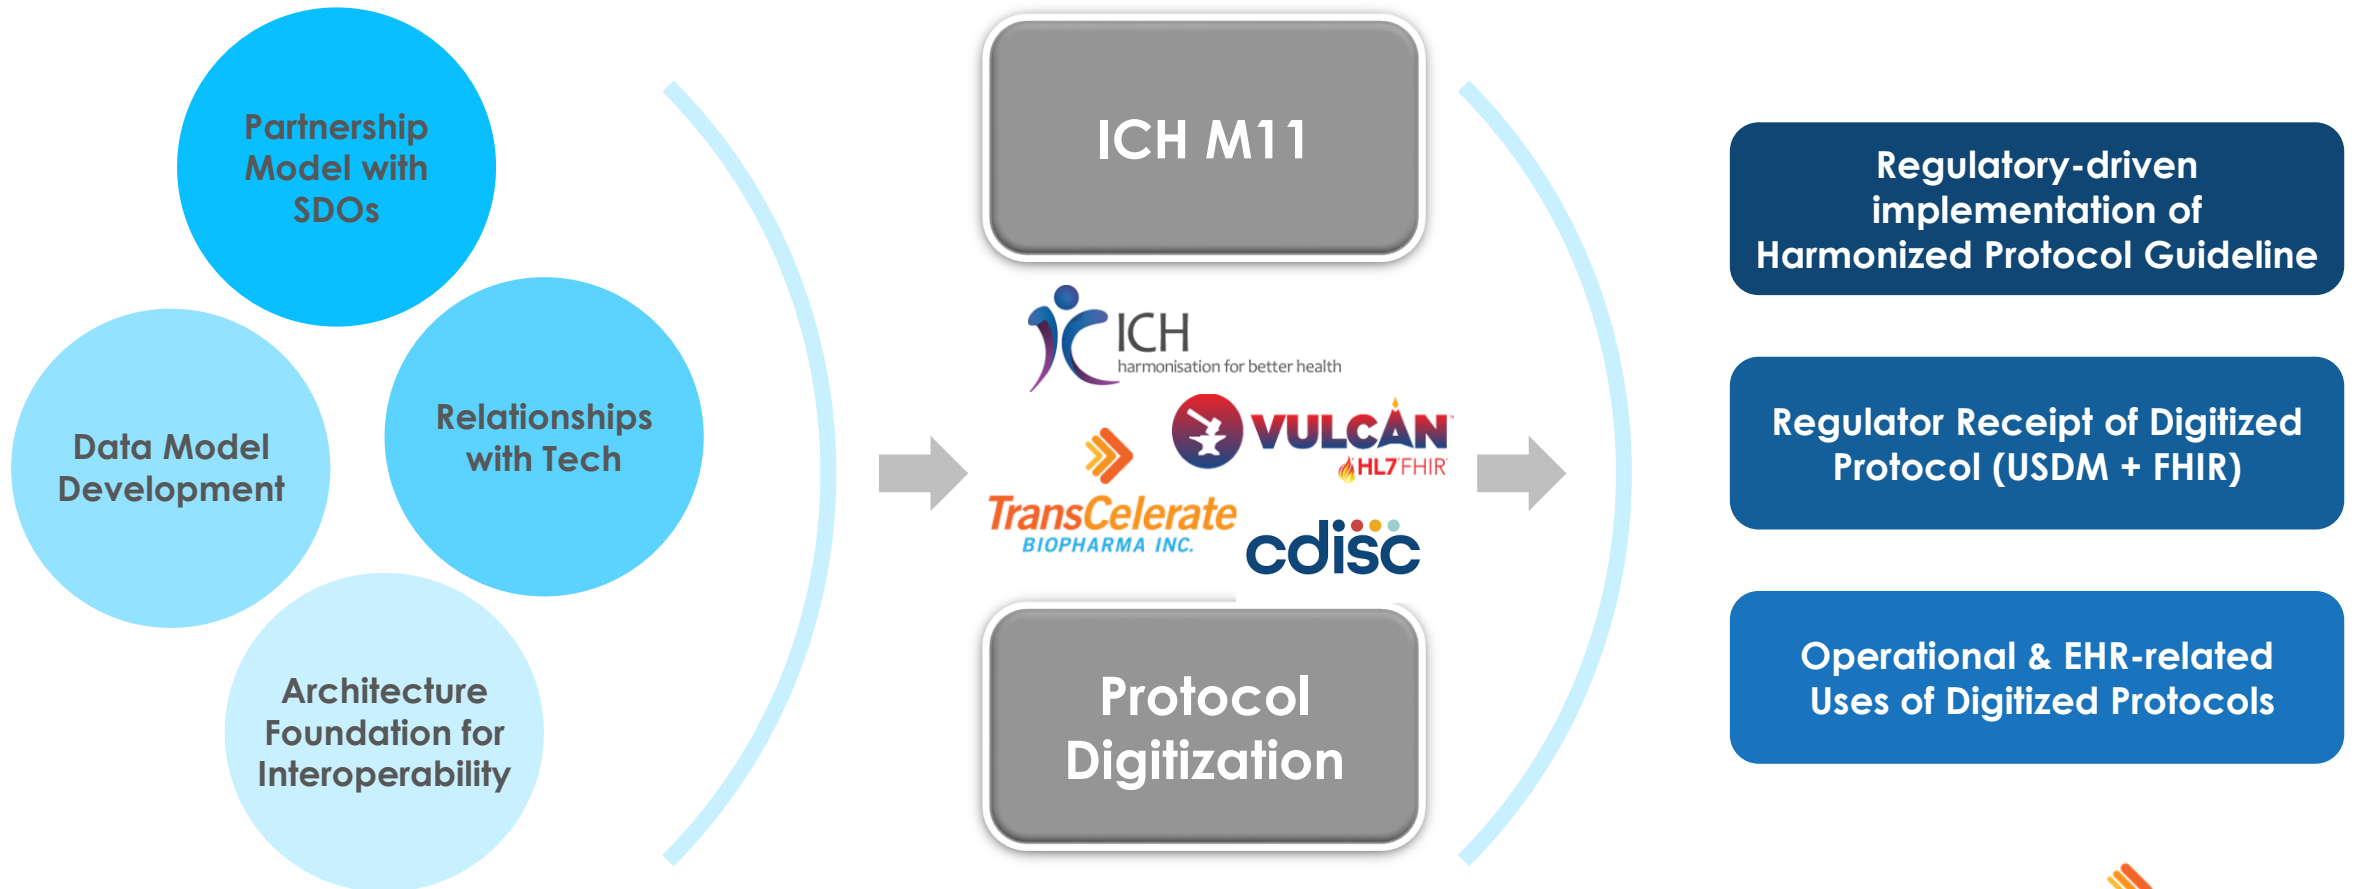 Partnership
Model with
SDOs
Relationships
with Tech
Data Model
Development
Architecture
Foundation for
Interoperability
ICH M11
ICH
harmonisation for better health
VULCAN
HL7 FHIR
TransCelerate
BIOPHARMA INC.
cdisc
Protocol
Digitization
Regulatory-driven
implementation of
Harmonized Protocol Guideline
Regulator Receipt of Digitized
Protocol (USDM + FHIR)
Operational & EHR-related
Uses of Digitized Protocols